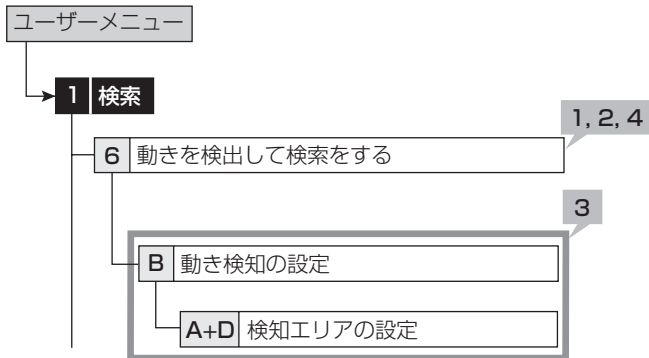 ユーザーメニュー
1 検索
1, 2, 4
6 動きを検出して検索をする
3
B 動き検知の設定
A+D 検知エリアの設定